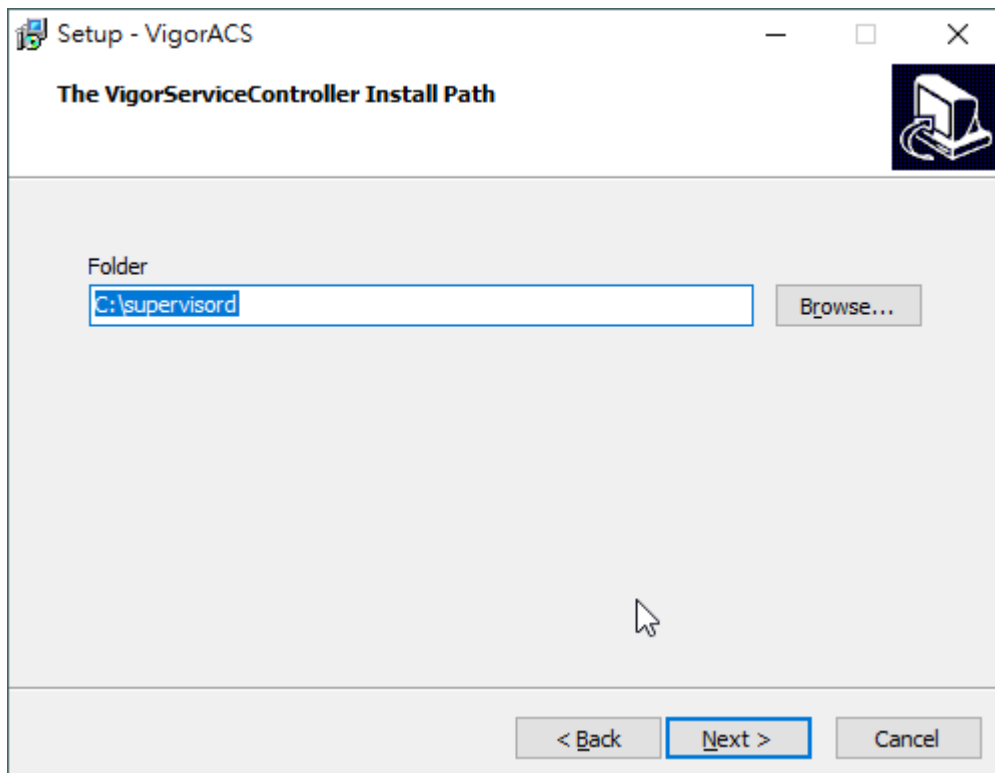 Setup - VigorACS
The VigorServiceController Install Path
Folder
C:\supervisord
Browse...
< Back
Next >
Cancel